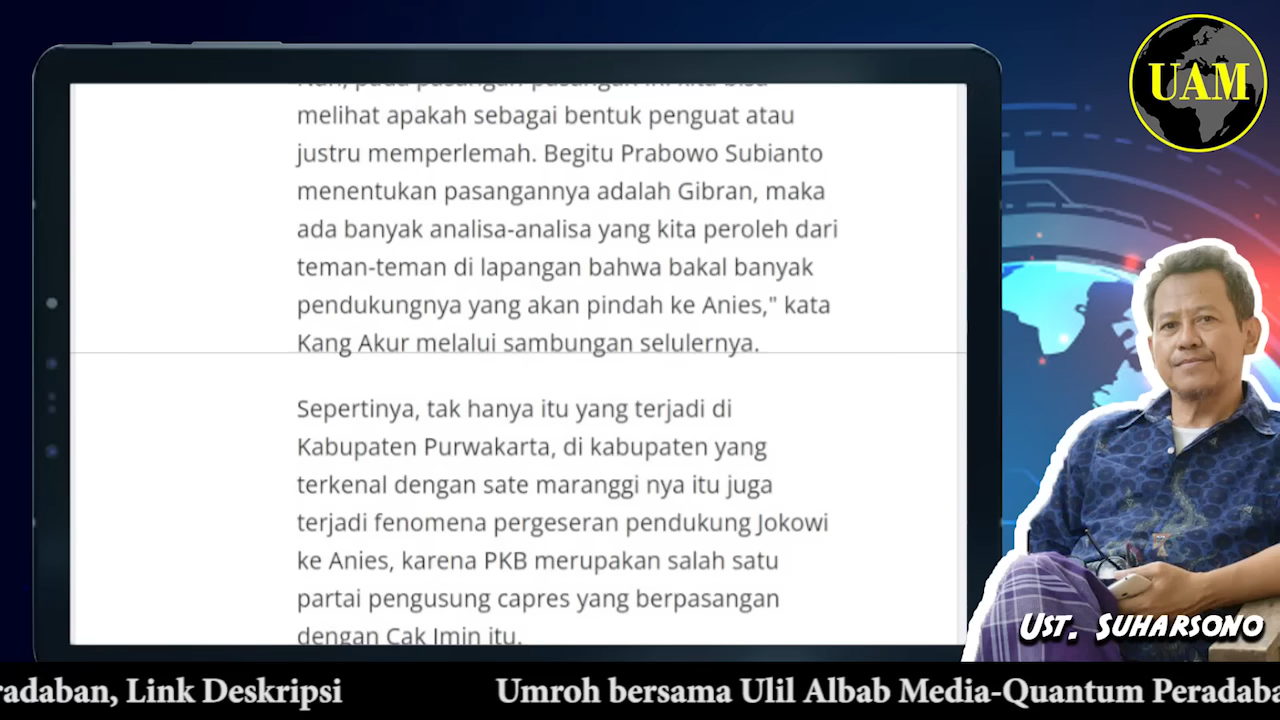 UAM
melihat apakah sebagai bentuk penguat atau
justru memperlemah. Begitu Prabowo Subianto
menentukan pasangannya adalah Gibran, maka
ada banyak analisa-analisa yang kita peroleh dari
teman-teman di lapangan bahwa bakal banyak
pendukungnya yang akan pindah ke Anies," kata
Kang Akur melalui sambungan selulernya.
Sepertinya, tak hanya itu yang terjadi di
Kabupaten Purwakarta, di kabupaten yang
terkenal dengan sate maranggi nya itu juga
terjadi fenomena pergeseran pendukung Jokowi
ke Anies, karena PKB merupakan salah satu
partai pengusung capres yang berpasangan
dengan Cak Imin itu.
UST. SUHARSONO
radaban, Link Deskripsi Umroh bersama Ulil Albab Media-Quantum Peradaba